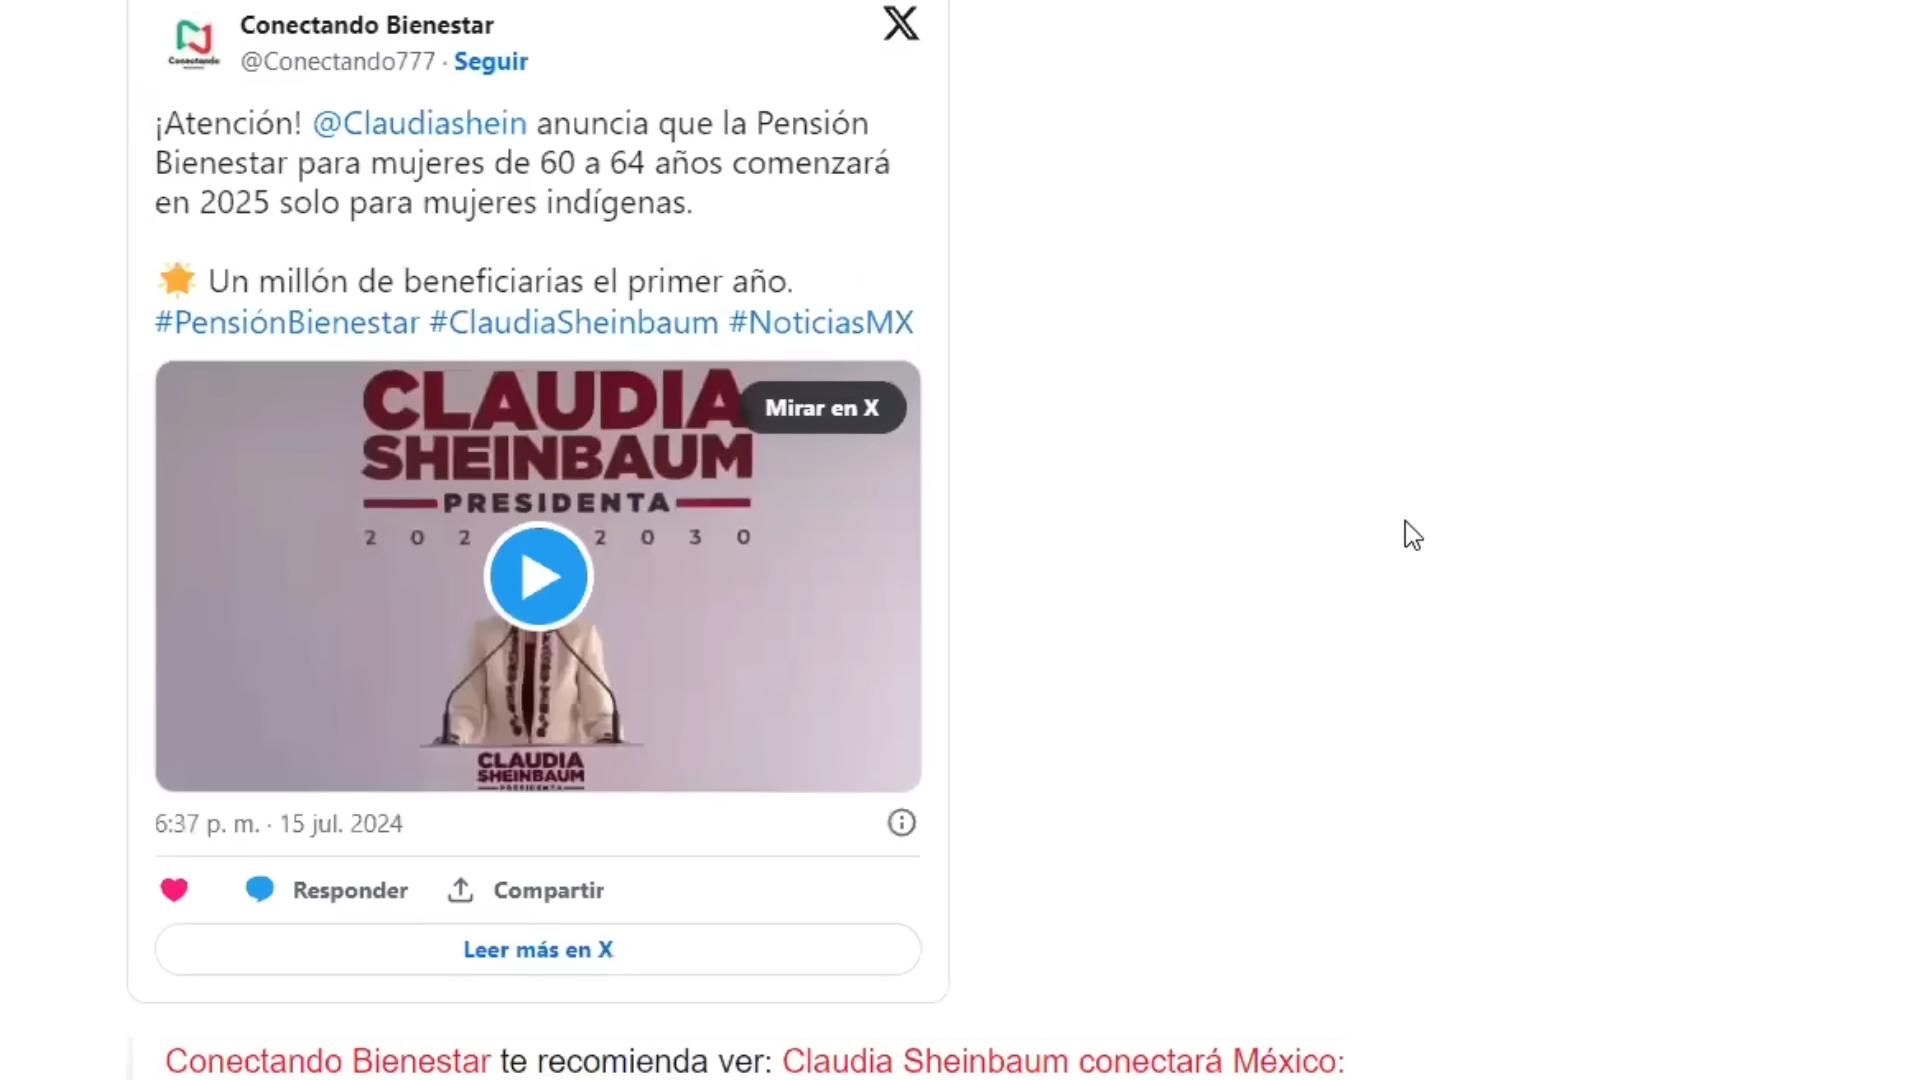 Conectando Bienestar
Conectando
@Conectando777 · Seguir
¡Atención! @Claudiashein anuncia que la Pensión
Bienestar para mujeres de 60 a 64 años comenzará
en 2025 solo para mujeres indígenas.
🌟 Un millón de beneficiarias el primer año.
#PensiónBienestar #ClaudiaSheinbaum #NoticiasMX
CLAUDIA
Mirar en X
SHEINBAUM
PRESIDENTA
2 0 2 2 0 3 0
CLAUDIA
SHEINBAUM
PRESIDENTA
6:37 p. m. · 15 jul. 2024
Responder
Compartir
Leer más en X
Conectando Bienestar te recomienda ver: Claudia Sheinbaum conectará México: